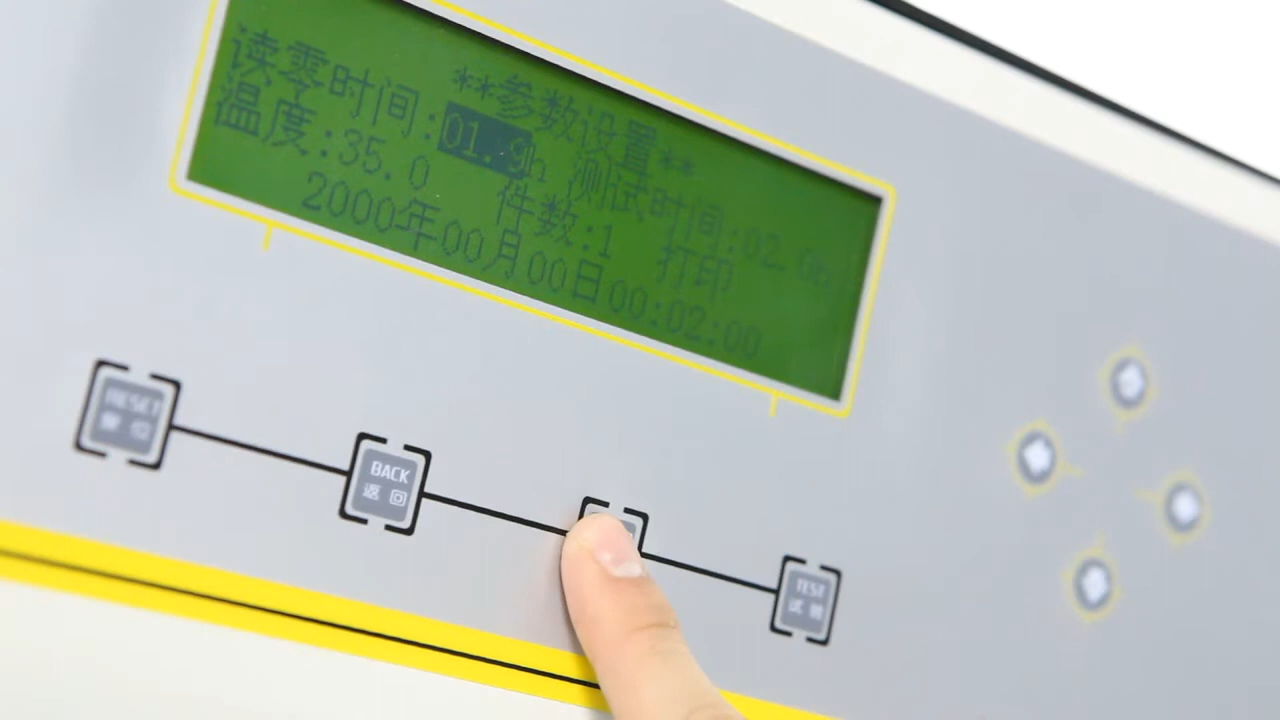 **参数设置**
读零时间:01.9h 测试时间:02.0h
温度:35.0 件数:1 打印
2000年00月00日00:02:00
RESET
复位
BACK
返回
TEST
试验